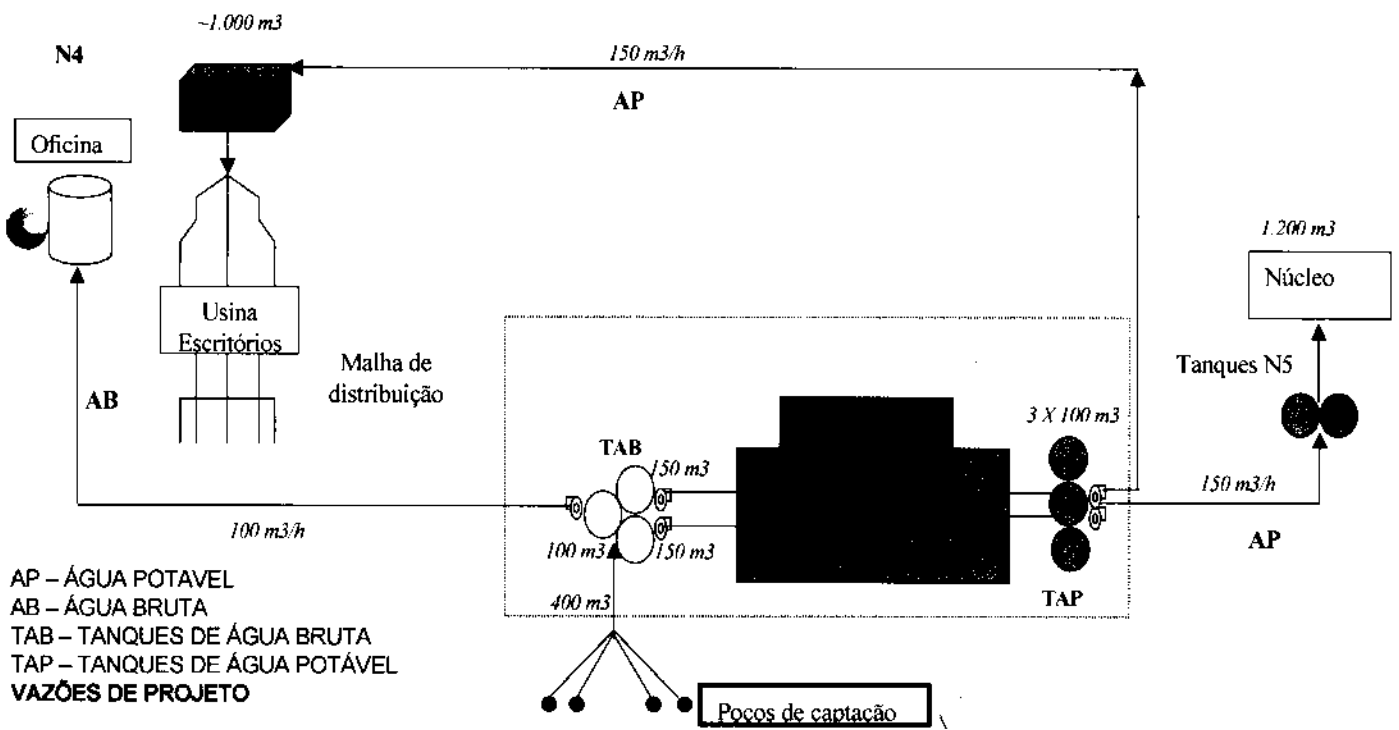 ~1.000 m3
N4
150 m3/h
AP
Oficina
1.200 m3
Núcleo
Usina
Escritórios
Malha de
distribuição
Tanques N5
AB
3 X 100 m3
TAB
150 m3
150 m3/h
100 m3/h
100 m3
150 m3
AP
TAP
400 m3
AP – ÁGUA POTAVEL
AB – ÁGUA BRUTA
TAB – TANQUES DE ÁGUA BRUTA
TAP – TANQUES DE ÁGUA POTÁVEL
VAZÕES DE PROJETO
Poços de captação